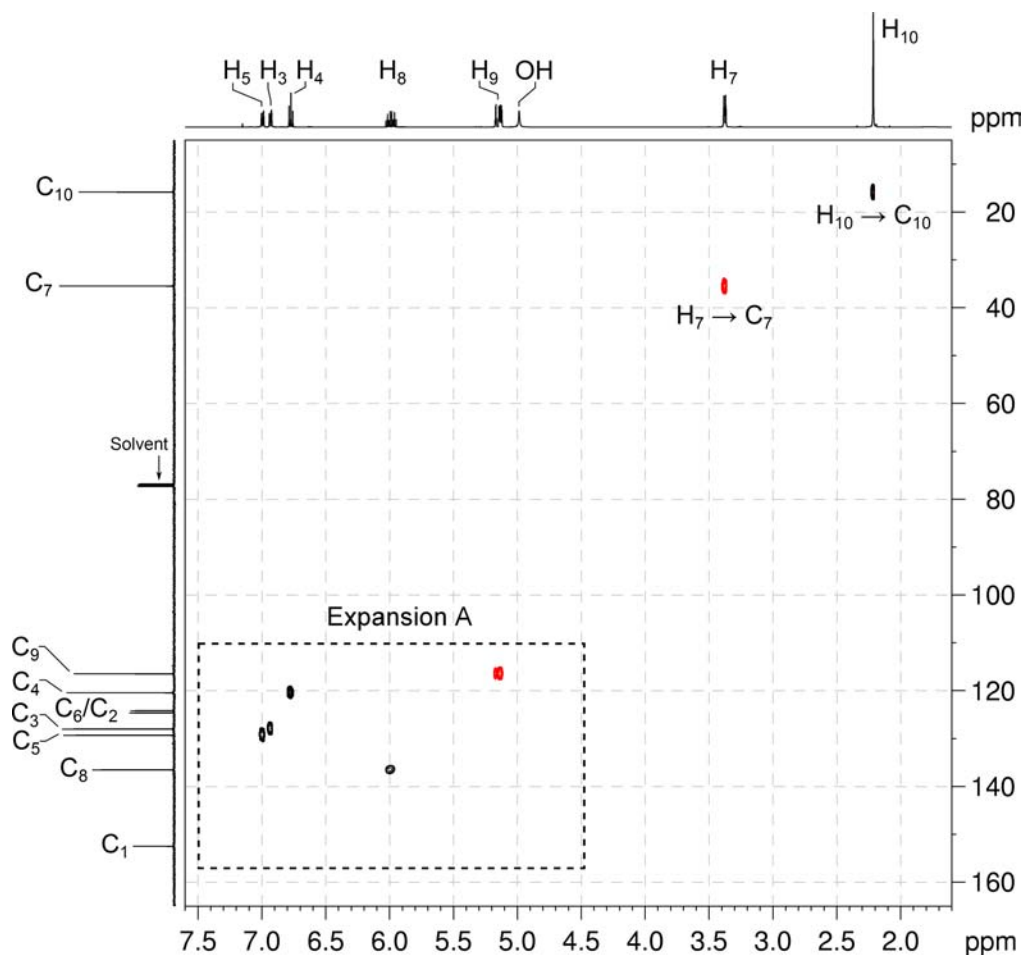 H₁₀
H₅ H₃ H₄ H₈ H₉ OH H₇
ppm
C₁₀
H₁₀ → C₁₀
20
C₇
H₇ → C₇
40
60
Solvent
80
100
Expansion A
C₉
C₄
C₆/C₂
C₃
C₅
120
C₈
140
C₁
160
7.5 7.0 6.5 6.0 5.5 5.0 4.5 4.0 3.5 3.0 2.5 2.0 ppm